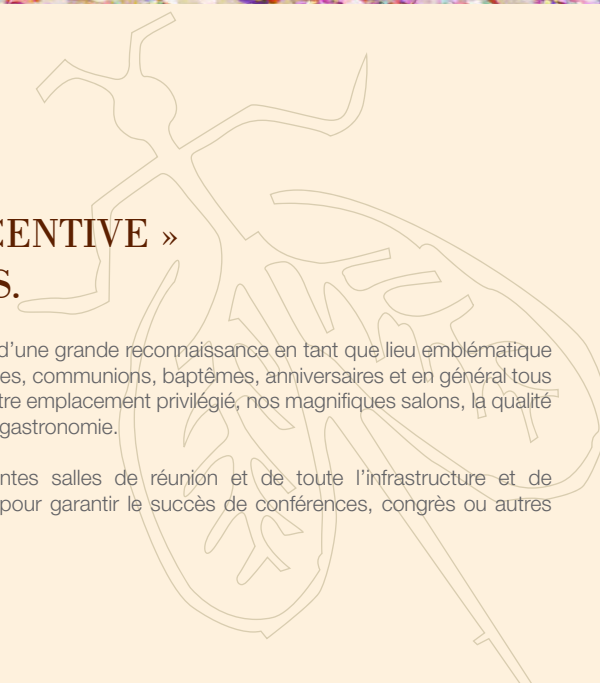 CENTIVE »
S.
d’une grande reconnaissance en tant que lieu emblématique
es, communions, baptêmes, anniversaires et en général tous
tre emplacement privilégié, nos magnifiques salons, la qualité
gastronomie.
ntes salles de réunion et de toute l’infrastructure et de
pour garantir le succès de conférences, congrès ou autres